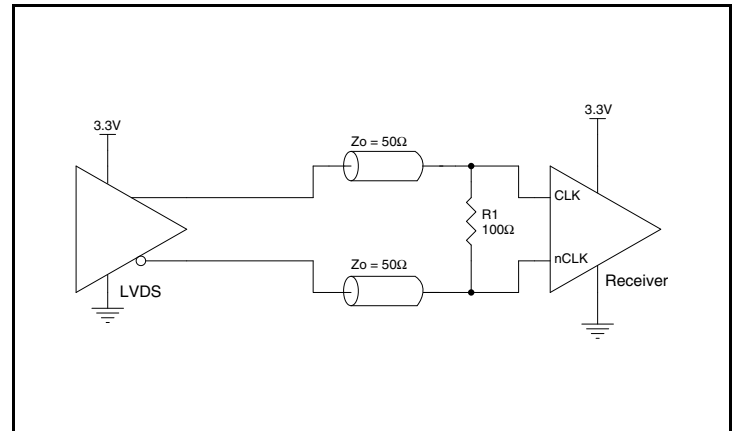 3.3V
3.3V
Zo = 50Ω
CLK
R1
100Ω
Zo = 50Ω
nCLK
LVDS
Receiver